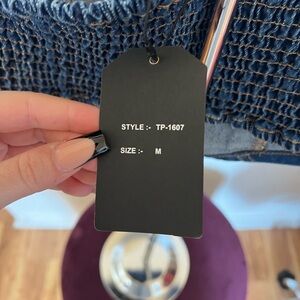 STYLE :- TP-1607
SIZE :- M